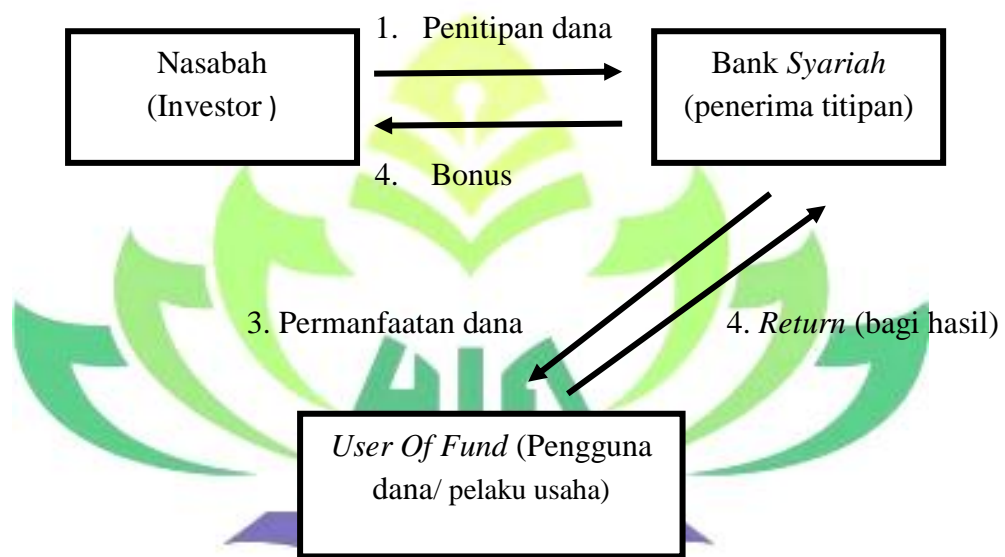 1. Penitipan dana
Nasabah
(Investor )
Bank Syariah
(penerima titipan)
4. Bonus
3. Permanfaatan dana
4. Return (bagi hasil)
User Of Fund (Pengguna
dana/ pelaku usaha)